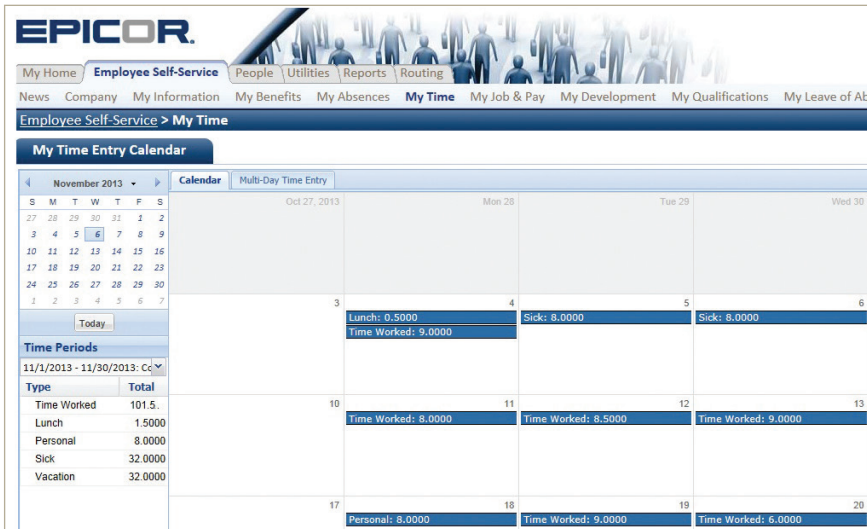 EPICOR.
My Home Employee Self-Service People Utilities Reports Routing
News Company My Information My Benefits My Absences My Time My Job & Pay My Development My Qualifications My Leave of Ab
Employee Self-Service > My Time
My Time Entry Calendar
November 2013
S M T W T F S
27 28 29 30 31 1 2
3 4 5 6 7 8 9
10 11 12 13 14 15 16
17 18 19 20 21 22 23
24 25 26 27 28 29 30
1 2 3 4 5 6 7
Today
Time Periods
11/1/2013 - 11/30/2013: Co
Type Total
Time Worked 101.5.
Lunch 1.5000
Personal 8.0000
Sick 32.0000
Vacation 32.0000
Calendar Multi-Day Time Entry
Oct 27, 2013 Mon 28 Tue 29 Wed 30
3 4 5 6
Lunch: 0.5000 Sick: 8.0000 Sick: 8.0000
Time Worked: 9.0000
10 11 12 13
Time Worked: 8.0000 Time Worked: 8.5000 Time Worked: 9.0000
17 18 19 20
Personal: 8.0000 Time Worked: 9.0000 Time Worked: 6.0000